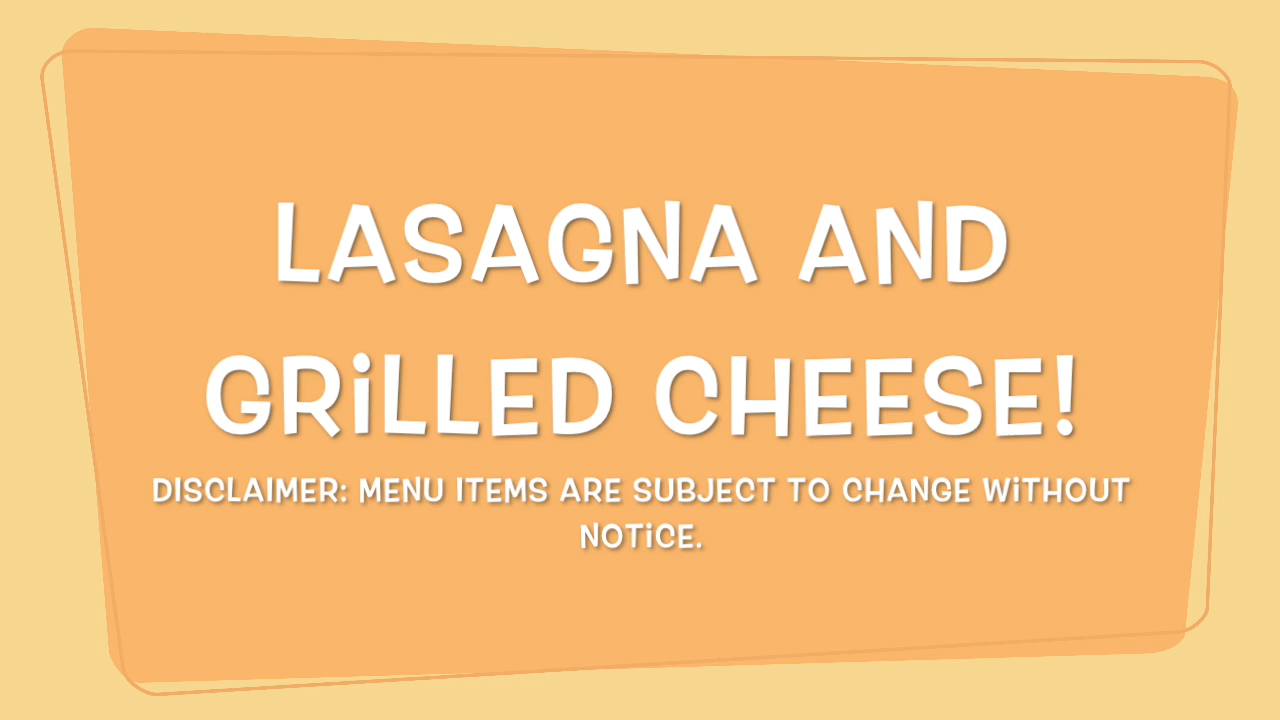 LASAGNA AND
GRiLLED CHEESE!
DISCLAIMER: MENU ITEMS ARE SUBJECT TO CHANGE WiTHOUT
NOTiCE.